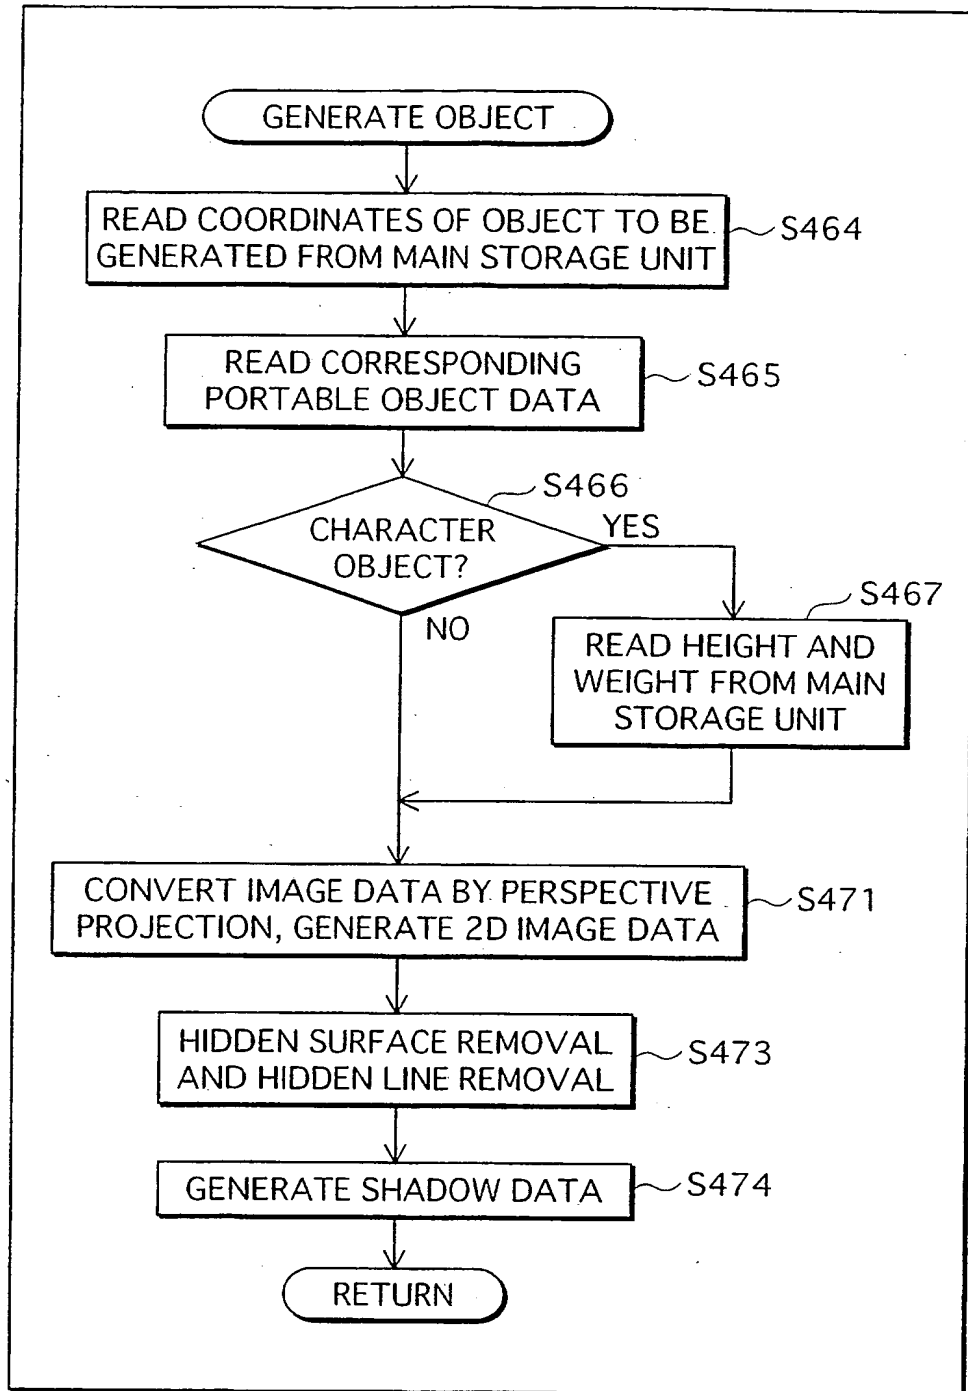 GENERATE OBJECT
READ COORDINATES OF OBJECT TO BE
GENERATED FROM MAIN STORAGE UNIT
S464
READ CORRESPONDING
PORTABLE OBJECT DATA
S465
S466
CHARACTER
OBJECT?
YES
NO
S467
READ HEIGHT AND
WEIGHT FROM MAIN
STORAGE UNIT
CONVERT IMAGE DATA BY PERSPECTIVE
PROJECTION, GENERATE 2D IMAGE DATA
S471
HIDDEN SURFACE REMOVAL
AND HIDDEN LINE REMOVAL
S473
GENERATE SHADOW DATA
S474
RETURN